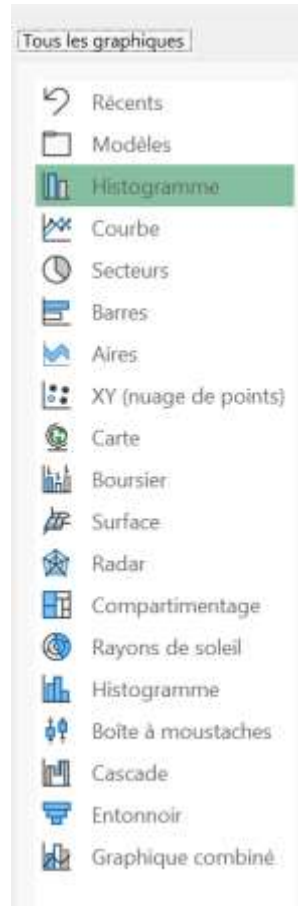 Tous les graphiques
Récents
Modèles
Histogramme
Courbe
Secteurs
Barres
Aires
XY (nuage de points)
Carte
Boursier
Surface
Radar
Compartimentage
Rayons de soleil
Histogramme
Boîte à moustaches
Cascade
Entonnoir
Graphique combiné